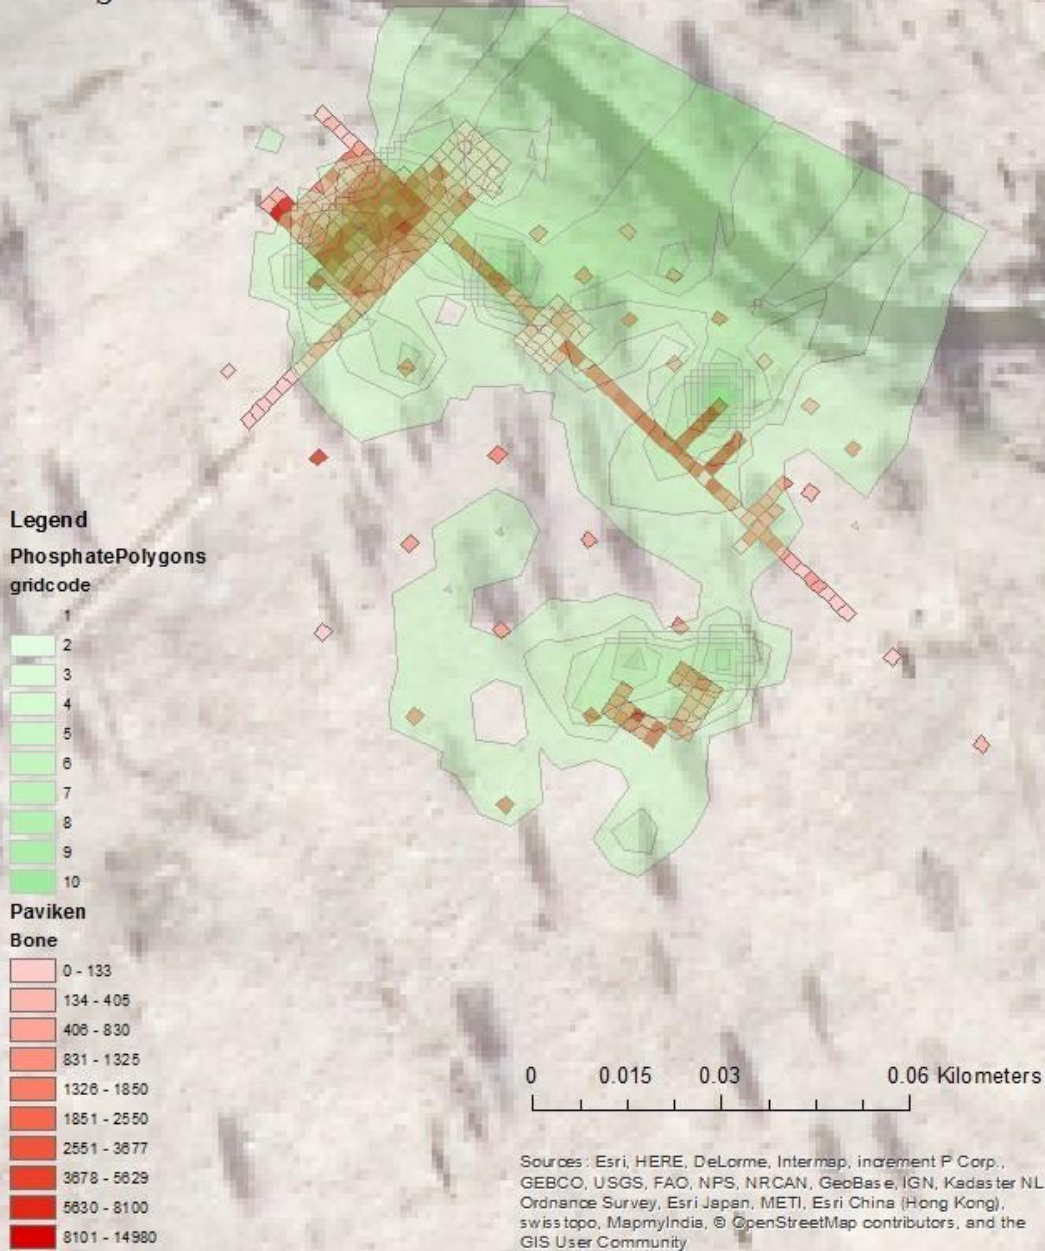 Legend
PhosphatePolygons
gridcode
1
2
3
4
5
6
7
8
9
10
Paviken
Bone
0 - 133
134 - 405
406 - 830
831 - 1325
1326 - 1850
1851 - 2550
2551 - 3677
3678 - 5629
5630 - 8100
8101 - 14980
0 0.015 0.03 0.06 Kilometers
Sources: Esri, HERE, DeLorme, Intermap, increment P Corp.,
GEBCO, USGS, FAO, NPS, NRCAN, GeoBase, IGN, Kadaster NL
Ordnance Survey, Esri Japan, METI, Esri China (Hong Kong),
swisstopo, MapmyIndia, © OpenStreetMap contributors, and the
GIS User Community